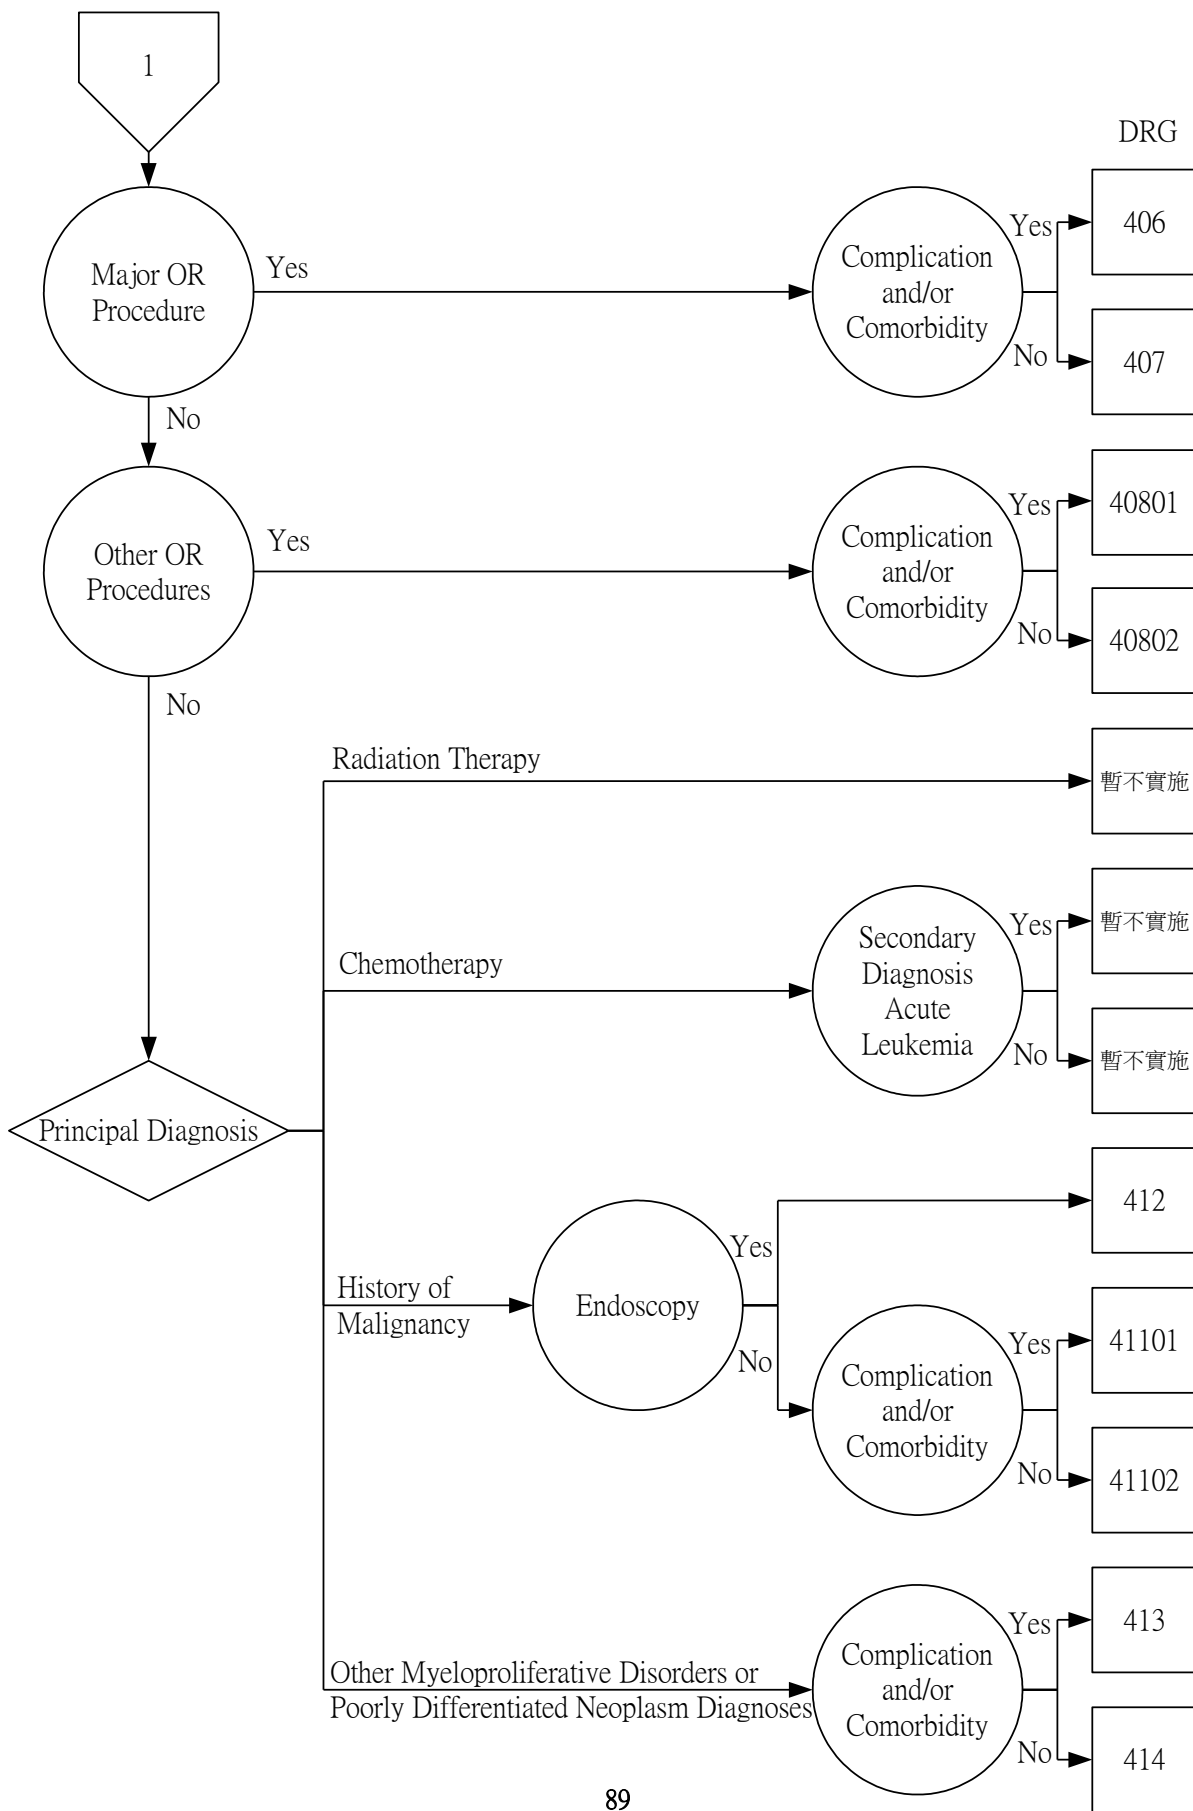 1
DRG
Major OR
Procedure
Yes
Complication
and/or
Comorbidity
Yes
406
No
407
No
Other OR
Procedures
Yes
Complication
and/or
Comorbidity
Yes
40801
No
40802
No
Radiation Therapy
暫不實施
Chemotherapy
Secondary
Diagnosis
Acute
Leukemia
Yes
暫不實施
No
暫不實施
Principal Diagnosis
History of
Malignancy
Endoscopy
Yes
412
No
Complication
and/or
Comorbidity
Yes
41101
No
41102
Other Myeloproliferative Disorders or
Poorly Differentiated Neoplasm Diagnoses
Complication
and/or
Comorbidity
Yes
413
No
414
89